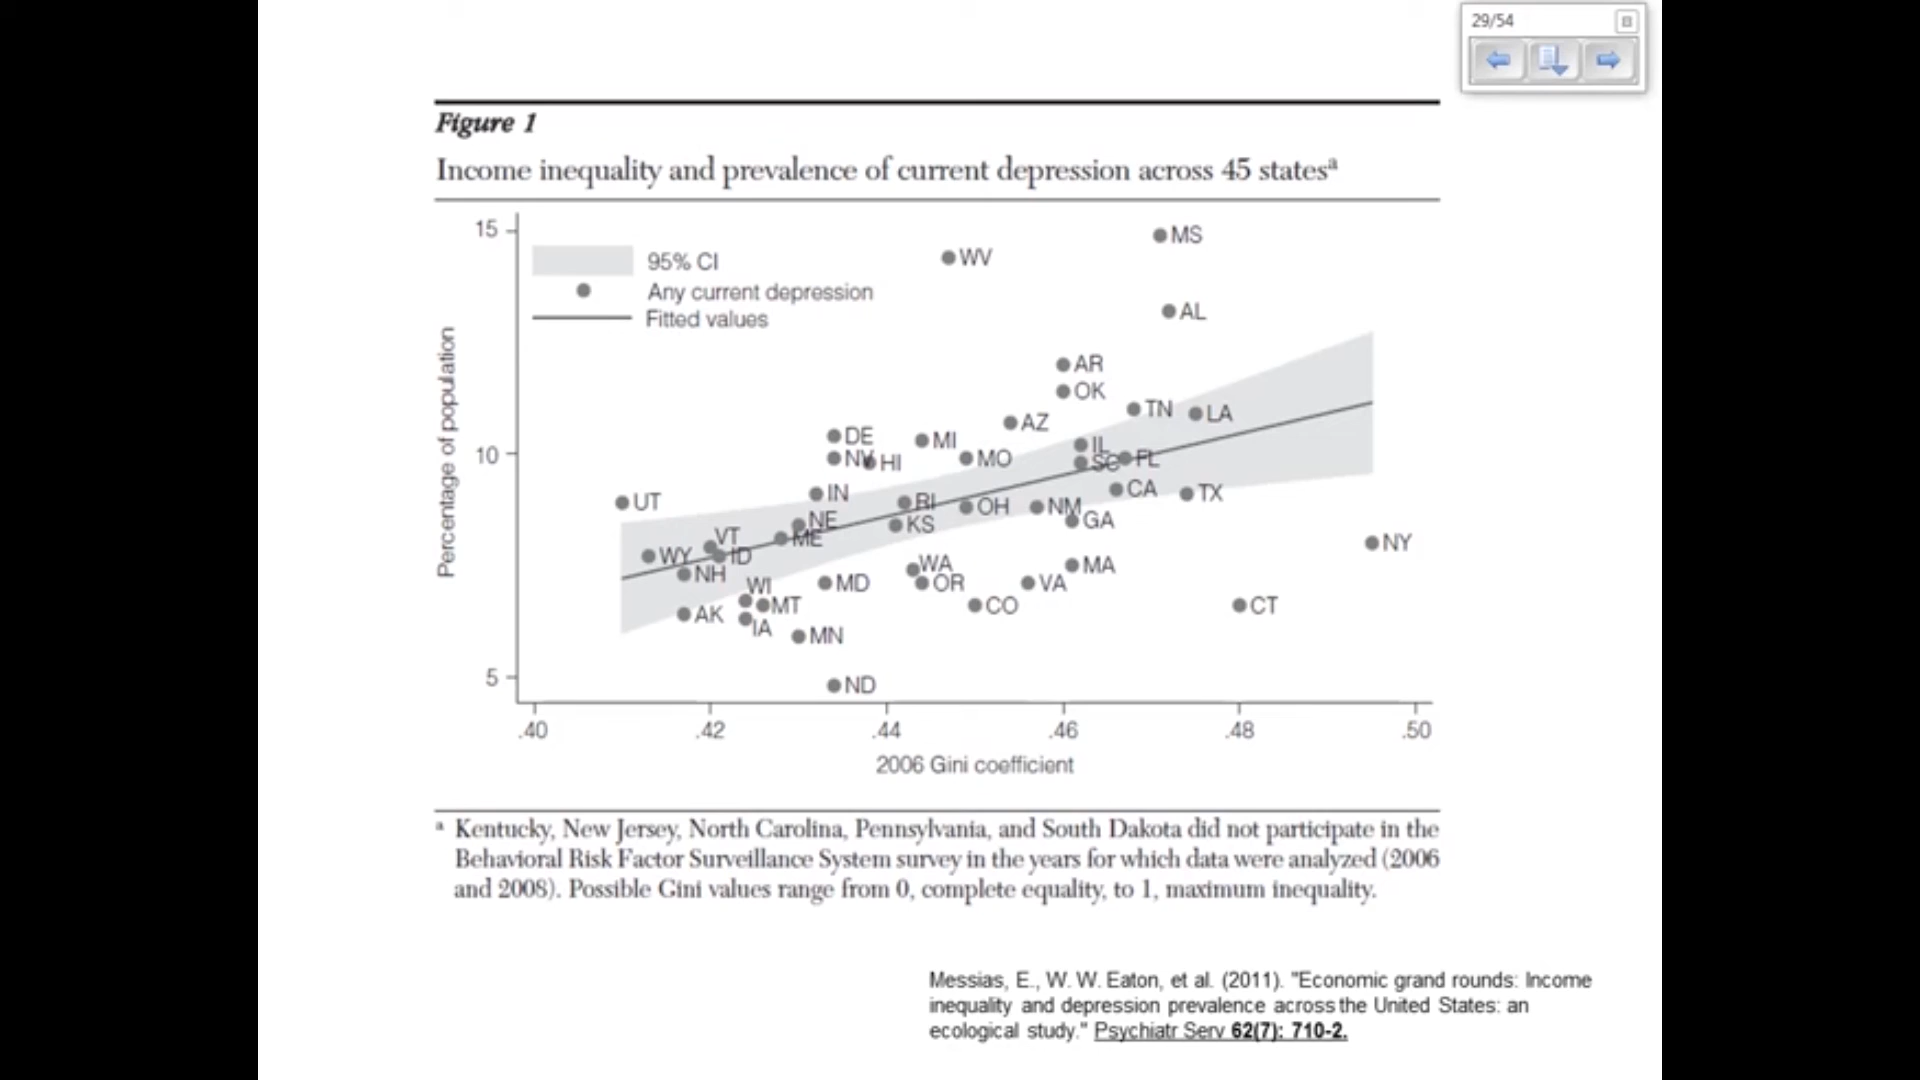 29/54
Figure 1
Income inequality and prevalence of current depression across 45 statesa
15
MS
WV
95% CI
Any current depression
AL
Fitted values
Percentage of population
AR
OK
TN
LA
AZ
DE
MI
IL
10
NV
HI
MO
SC
FL
UT
IN
RI
CA
TX
OH
NM
NE
KS
GA
VT
ME
NY
WY
ID
WA
MA
NH
WI
MD
OR
VA
MT
CO
CT
AK
IA
MN
5
ND
.40 .42 .44 .46 .48 .50
2006 Gini coefficient
a Kentucky, New Jersey, North Carolina, Pennsylvania, and South Dakota did not participate in the
Behavioral Risk Factor Surveillance System survey in the years for which data were analyzed (2006
and 2008). Possible Gini values range from 0, complete equality, to 1, maximum inequality.
Messias, E., W. W. Eaton, et al. (2011). "Economic grand rounds: Income
inequality and depression prevalence across the United States: an
ecological study." Psychiatr Serv 62(7): 710-2.